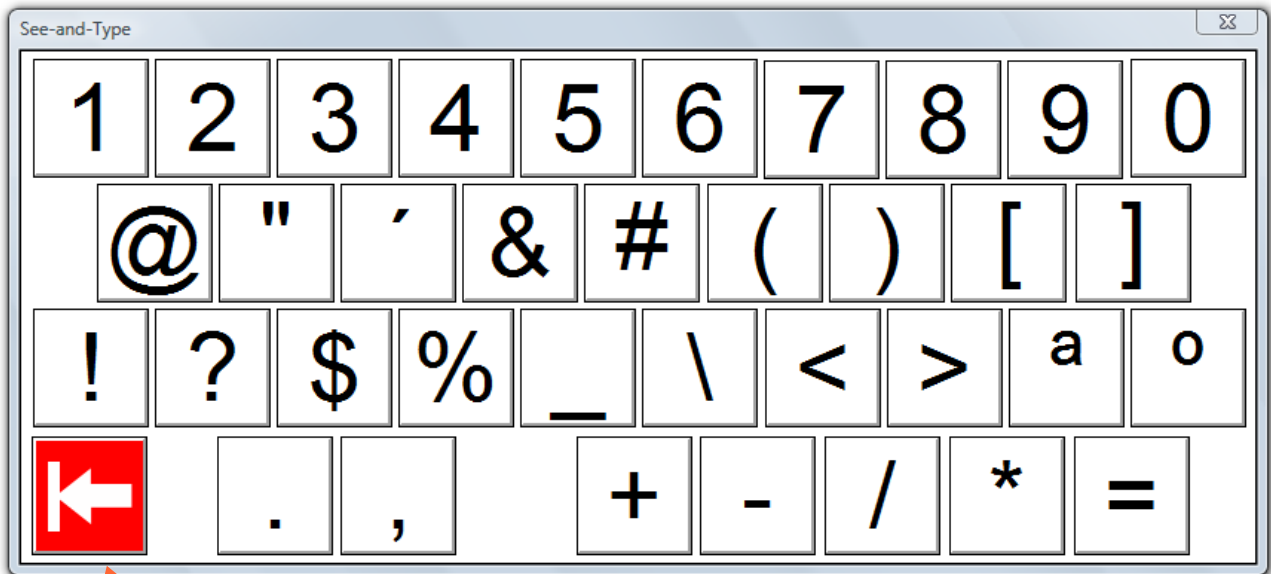 See-and-Type
1 2 3 4 5 6 7 8 9 0
@ " ´ & # ( ) [ ]
! ? $ % _ \ < > ª º
. , + - / * =